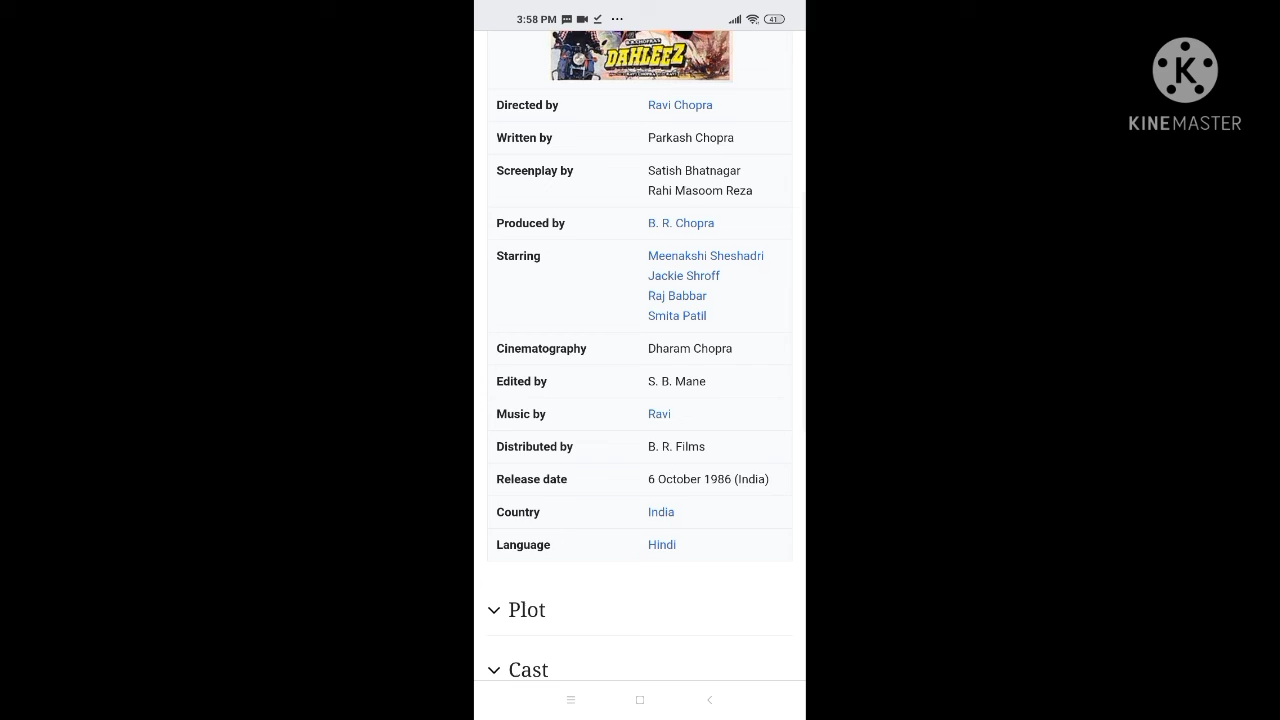 3:58 PM
41
B.R.CHOPRA'S
DAHLEEZ
Directed by Ravi Chopra
Written by Parkash Chopra
Screenplay by Satish Bhatnagar
Rahi Masoom Reza
Produced by B. R. Chopra
Starring Meenakshi Sheshadri
Jackie Shroff
Raj Babbar
Smita Patil
Cinematography Dharam Chopra
Edited by S. B. Mane
Music by Ravi
Distributed by B. R. Films
Release date 6 October 1986 (India)
Country India
Language Hindi
Plot
Cast
K
KINEMASTER